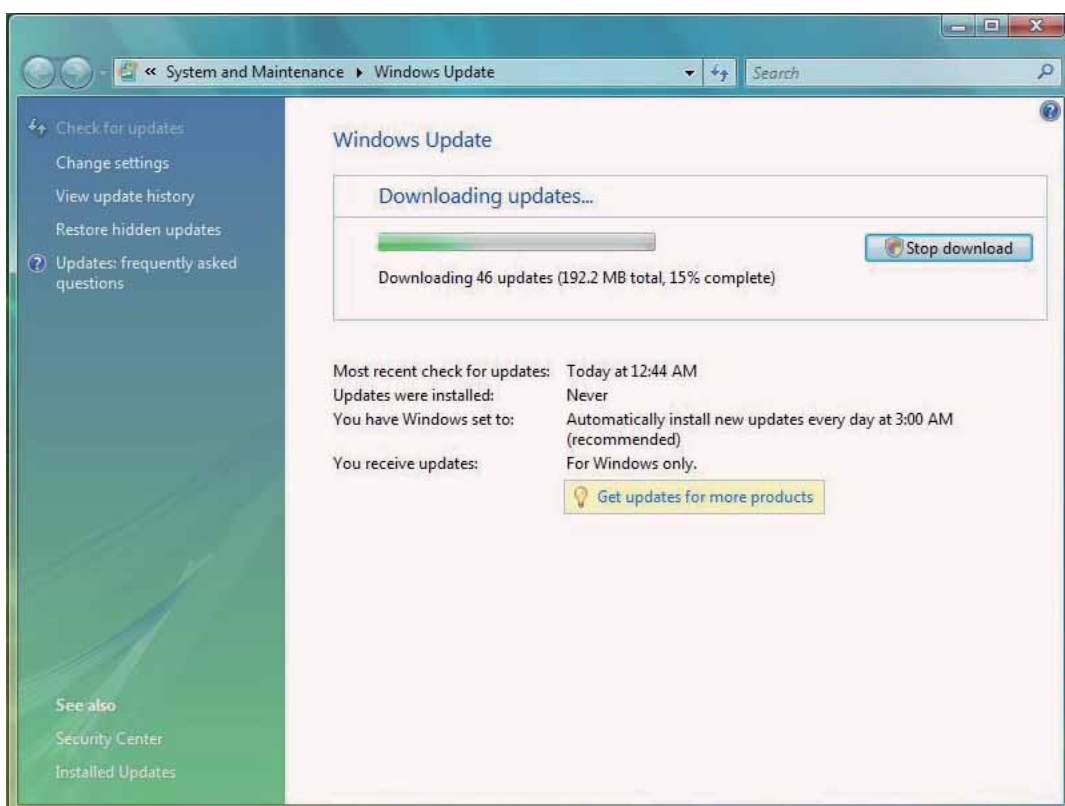 « System and Maintenance ▸ Windows Update
Search
Check for updates
Change settings
View update history
Restore hidden updates
Updates: frequently asked
questions
See also
Security Center
Installed Updates
Windows Update
Downloading updates...
Stop download
Downloading 46 updates (192.2 MB total, 15% complete)
Most recent check for updates: Today at 12:44 AM
Updates were installed: Never
You have Windows set to: Automatically install new updates every day at 3:00 AM
(recommended)
You receive updates: For Windows only.
Get updates for more products